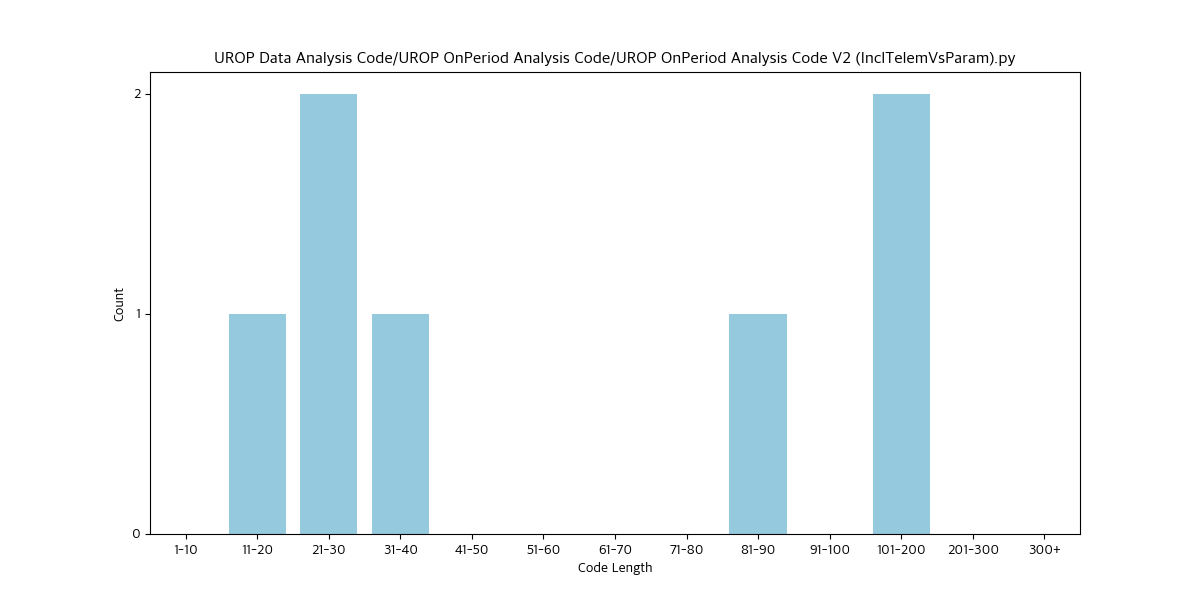 UROP Data Analysis Code/UROP OnPeriod Analysis Code/UROP OnPeriod Analysis Code V2 (InclTelemVsParam).py
2
1
0
Count
1-10 11-20 21-30 31-40 41-50 51-60 61-70 71-80 81-90 91-100 101-200 201-300 300+
Code Length